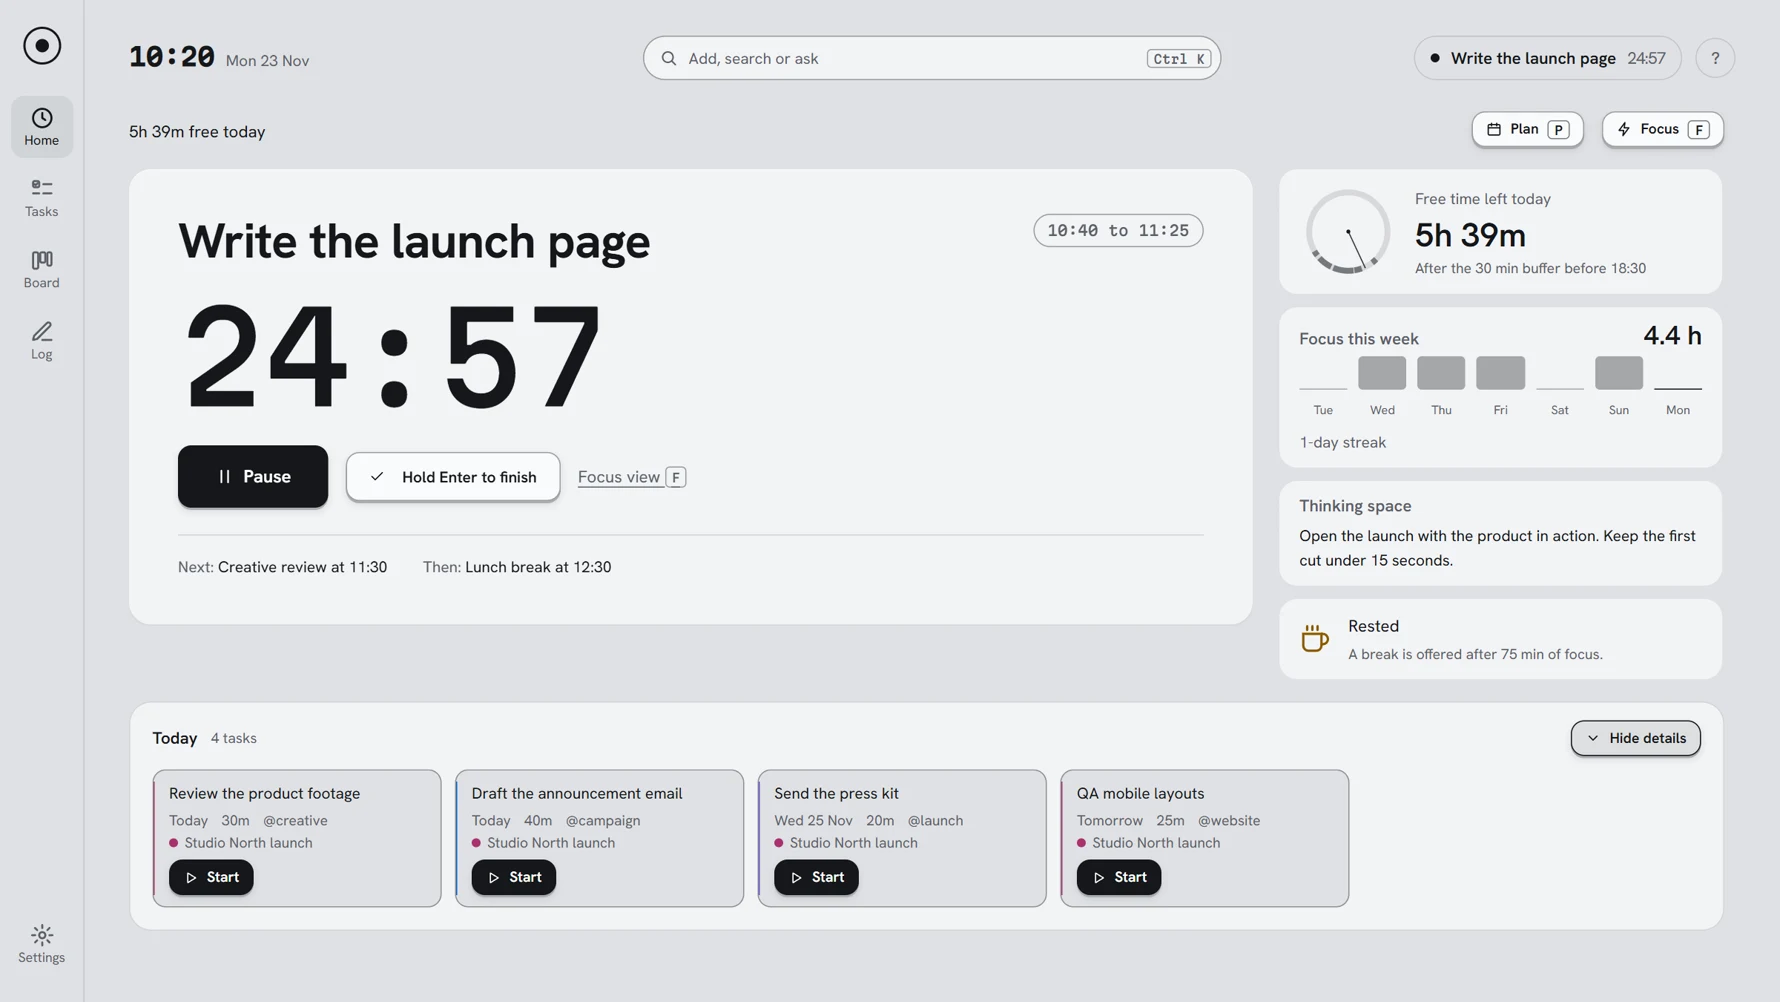 10:20 Mon 23 Nov
Add, search or ask
Ctrl K
Write the launch page 24:57
?
Home
Tasks
Board
Log
Settings
5h 39m free today
Plan P
Focus F
Write the launch page
10:40 to 11:25
24:57
Pause
Hold Enter to finish
Focus view F
Next: Creative review at 11:30
Then: Lunch break at 12:30
Free time left today
5h 39m
After the 30 min buffer before 18:30
Focus this week
4.4 h
Tue Wed Thu Fri Sat Sun Mon
1-day streak
Thinking space
Open the launch with the product in action. Keep the first
cut under 15 seconds.
Rested
A break is offered after 75 min of focus.
Today 4 tasks
Hide details
Review the product footage
Today 30m @creative
Studio North launch
Start
Draft the announcement email
Today 40m @campaign
Studio North launch
Start
Send the press kit
Wed 25 Nov 20m @launch
Studio North launch
Start
QA mobile layouts
Tomorrow 25m @website
Studio North launch
Start